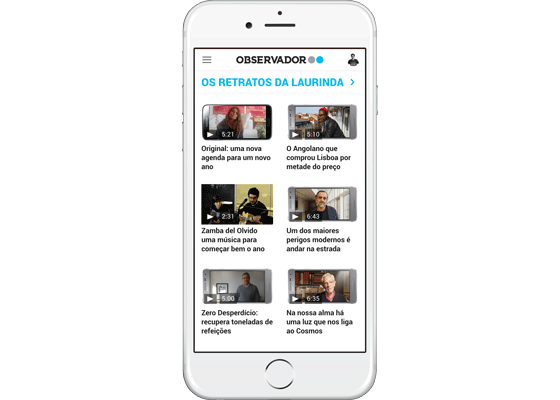 OBSERVADOR
OS RETRATOS DA LAURINDA
5:21
5:10
Original: uma nova
agenda para um novo
ano
O Angolano que
comprou Lisboa por
metade do preço
2:31
6:43
Zamba del Olvido
uma música para
começar bem o ano
Um dos maiores
perigos modernos é
andar na estrada
5:00
6:35
Zero Desperdício:
recupera toneladas de
refeições
Na nossa alma há
uma luz que nos liga
ao Cosmos